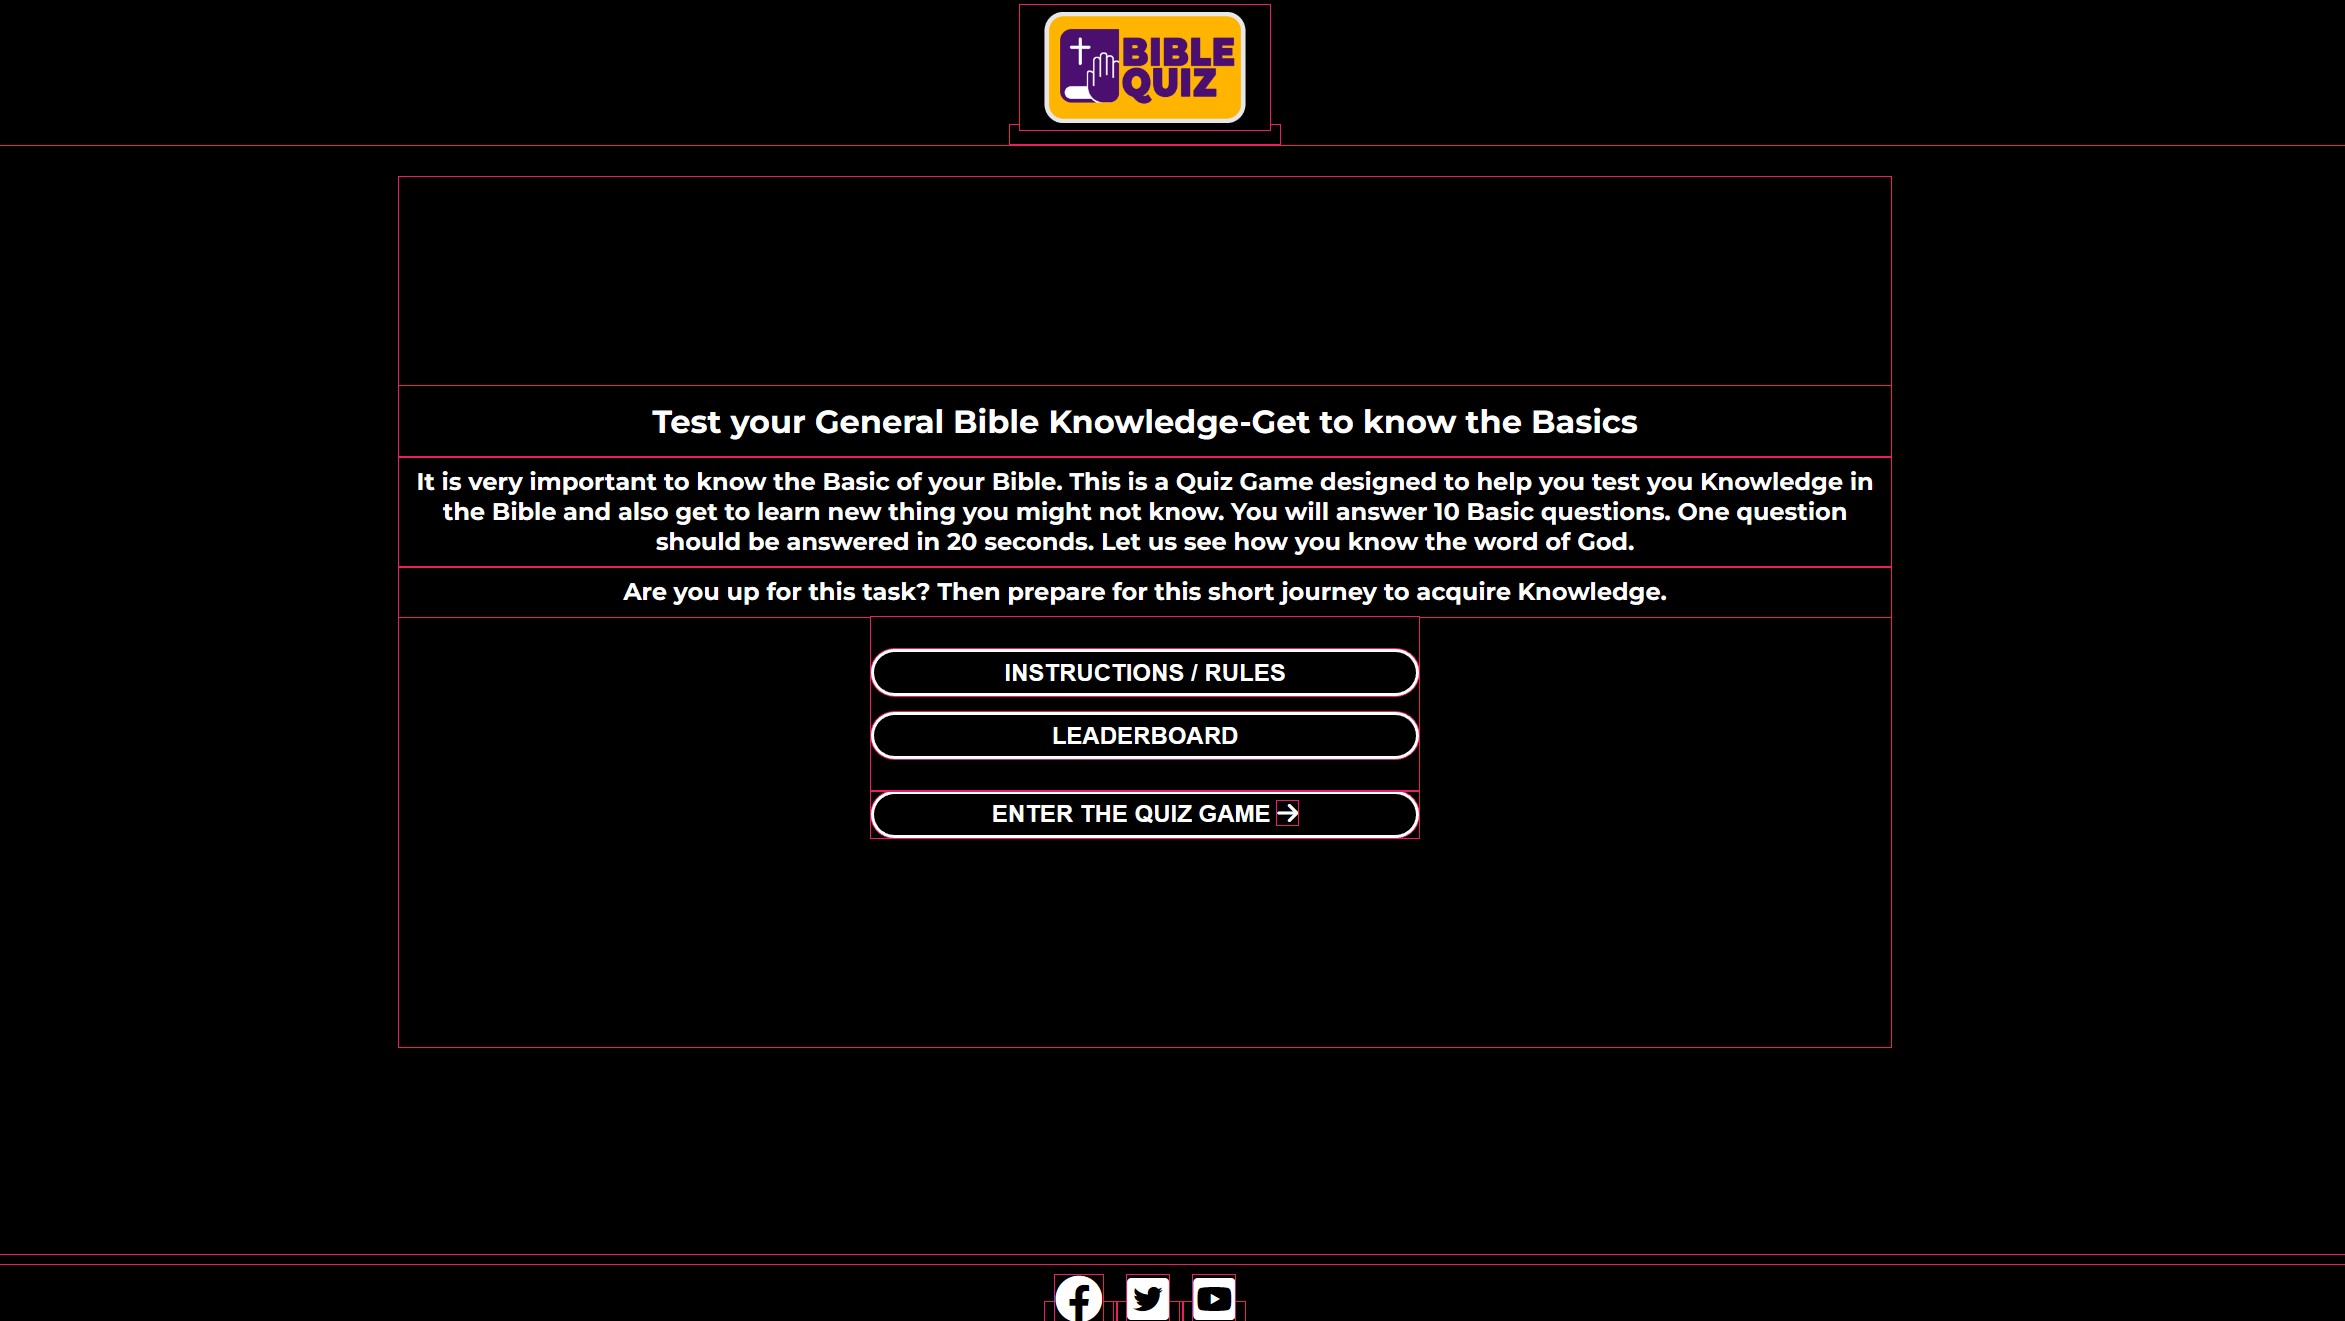 BIBLE
QUIZ
Test your General Bible Knowledge-Get to know the Basics
It is very important to know the Basic of your Bible. This is a Quiz Game designed to help you test you Knowledge in
the Bible and also get to learn new thing you might not know. You will answer 10 Basic questions. One question
should be answered in 20 seconds. Let us see how you know the word of God.
Are you up for this task? Then prepare for this short journey to acquire Knowledge.
INSTRUCTIONS / RULES
LEADERBOARD
ENTER THE QUIZ GAME